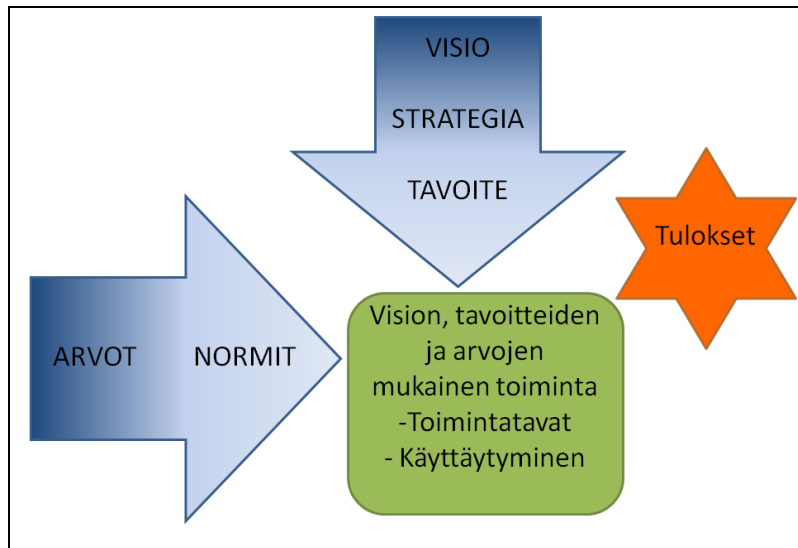 VISIO
STRATEGIA
TAVOITE
Tulokset
ARVOT NORMIT
Vision, tavoitteiden
ja arvojen
mukainen toiminta
-Toimintatavat
- Käyttäytyminen